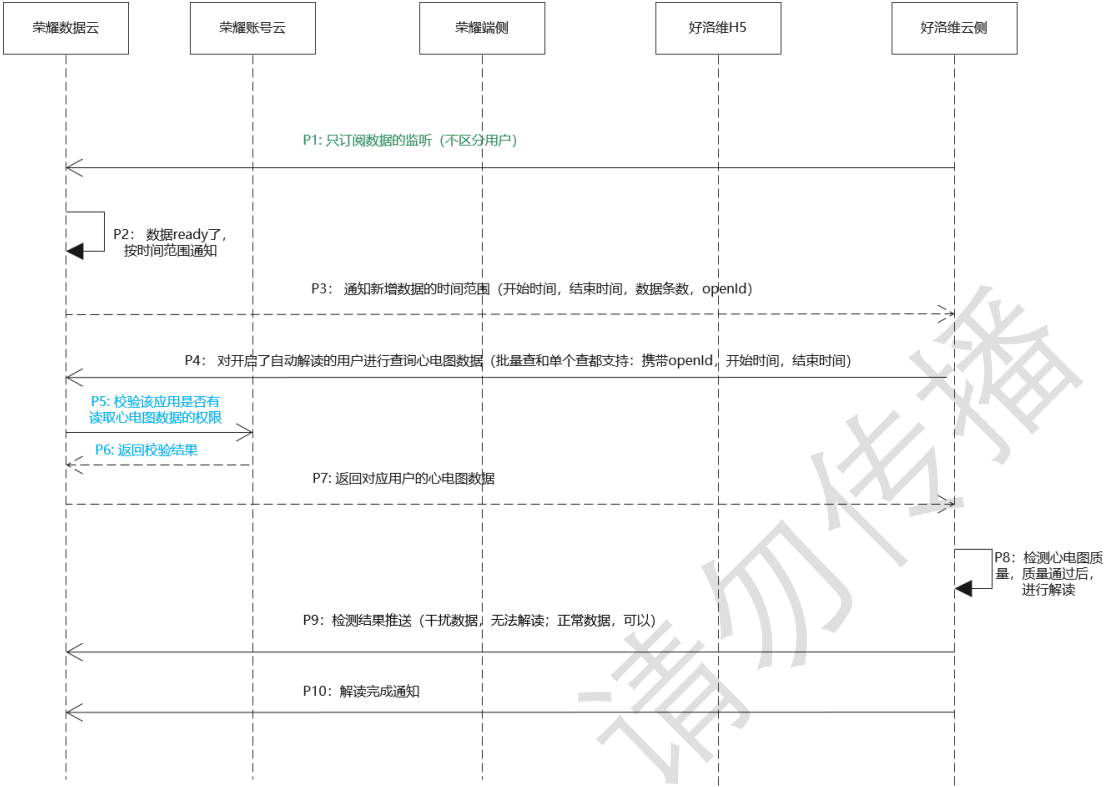 荣耀数据云
荣耀账号云
荣耀端侧
好洛维H5
好洛维云侧
P1: 只订阅数据的监听（不区分用户）
P2： 数据ready了，
按时间范围通知
P3： 通知新增数据的时间范围（开始时间，结束时间，数据条数，openId）
P4： 对开启了自动解读的用户进行查询心电图数据（批量查和单个查都支持：携带openId，开始时间，结束时间）
P5: 校验该应用是否有
读取心电图数据的权限
P6: 返回校验结果
P7: 返回对应用户的心电图数据
P8：检测心电图质
量，质量通过后，
进行解读
P9：检测结果推送（干扰数据，无法解读；正常数据，可以）
P10：解读完成通知
请勿传播